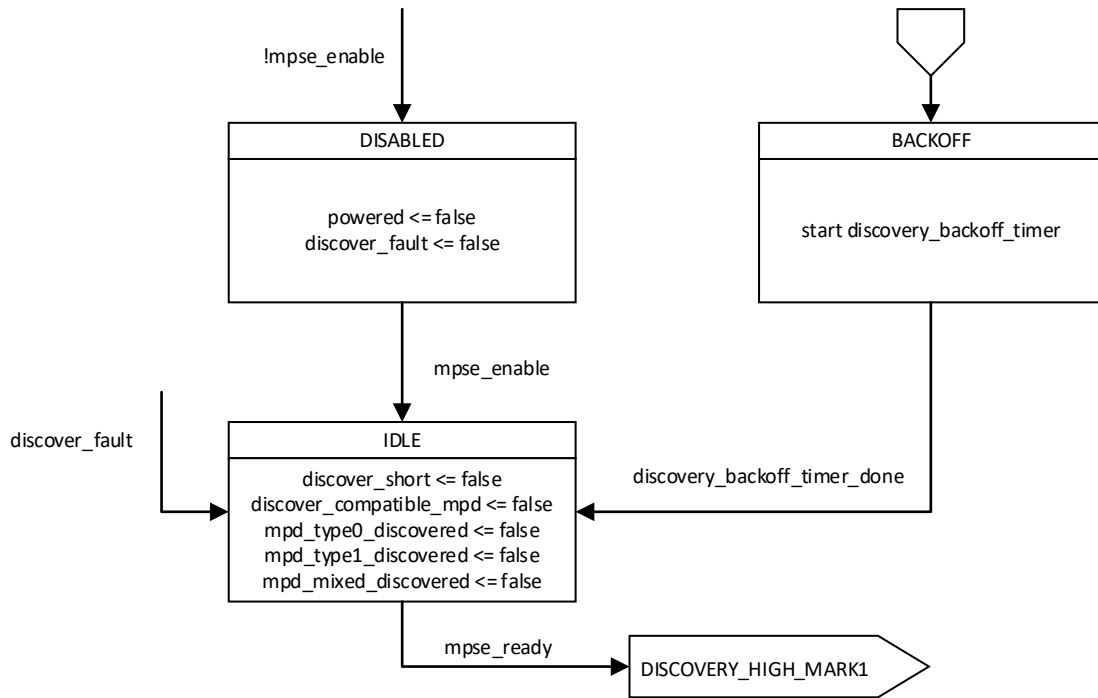 !mpse_enable
DISABLED
powered <= false
discover_fault <= false
BACKOFF
start discovery_backoff_timer
mpse_enable
discover_fault
IDLE
discover_short <= false
discover_compatible_mpd <= false
mpd_type0_discovered <= false
mpd_type1_discovered <= false
mpd_mixed_discovered <= false
discovery_backoff_timer_done
mpse_ready
DISCOVERY_HIGH_MARK1